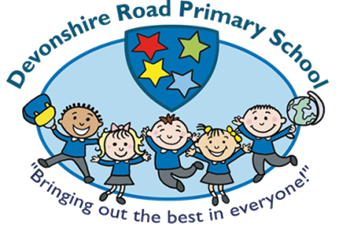 Devonshire Road Primary School
"Bringing out the best in everyone!"